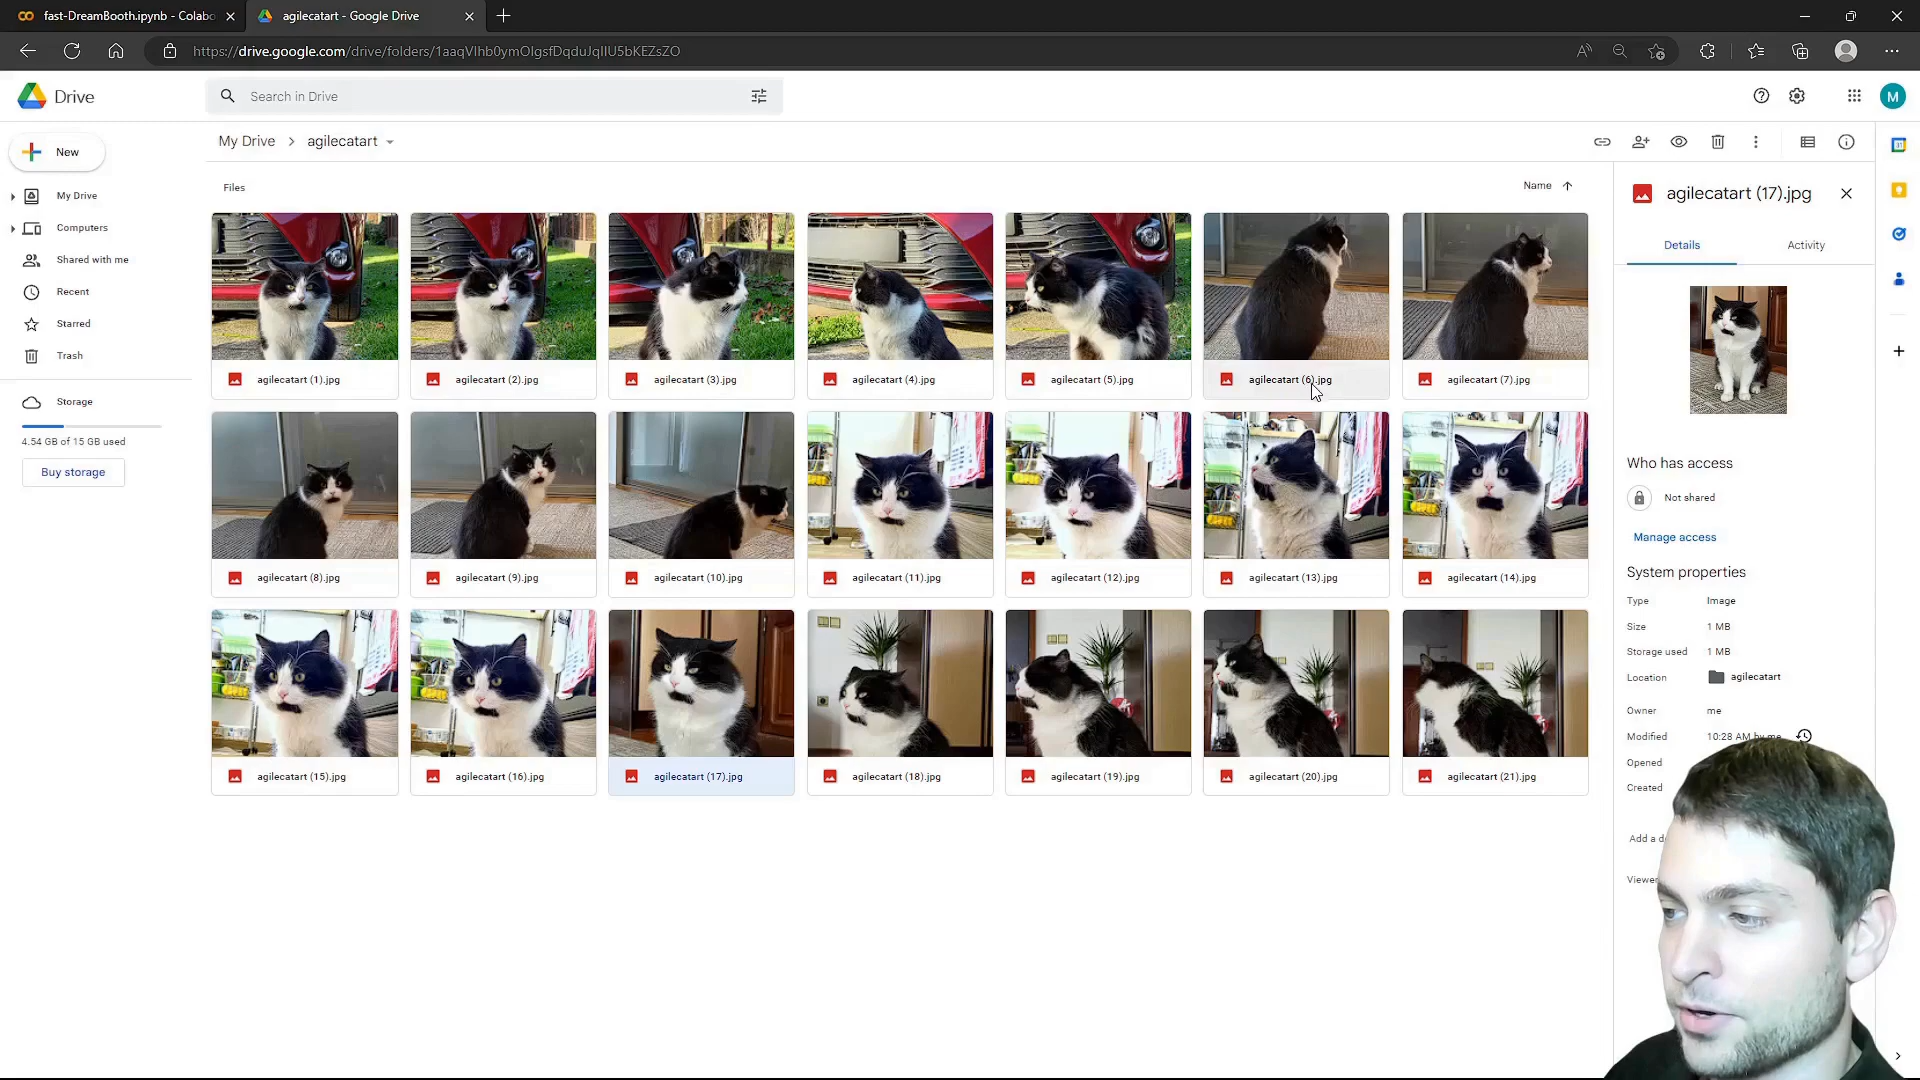 fast-DreamBooth.ipynb - Colabo
agilecatart - Google Drive
https://drive.google.com/drive/folders/
Drive
Search in Drive
M
My Drive
agilecatart
New
My Drive
Computers
Shared with me
Recent
Starred
Trash
Storage
4.54 GB of 15 GB used
Buy storage
Files
Name
agilecatart (1).jpg
agilecatart (2).jpg
agilecatart (3).jpg
agilecatart (4).jpg
agilecatart (5).jpg
agilecatart (6).jpg
agilecatart (7).jpg
agilecatart (8).jpg
agilecatart (9).jpg
agilecatart (10).jpg
agilecatart (11).jpg
agilecatart (12).jpg
agilecatart (13).jpg
agilecatart (14).jpg
agilecatart (15).jpg
agilecatart (16).jpg
agilecatart (17).jpg
agilecatart (18).jpg
agilecatart (19).jpg
agilecatart (20).jpg
agilecatart (21).jpg
agilecatart (17).jpg
Details
Activity
Who has access
Not shared
Manage access
System properties
Type Image
Size 1 MB
Storage used 1 MB
Location agilecatart
Owner me
Modified 10:28 AM by me
Opened
Created
Add a d
Viewer